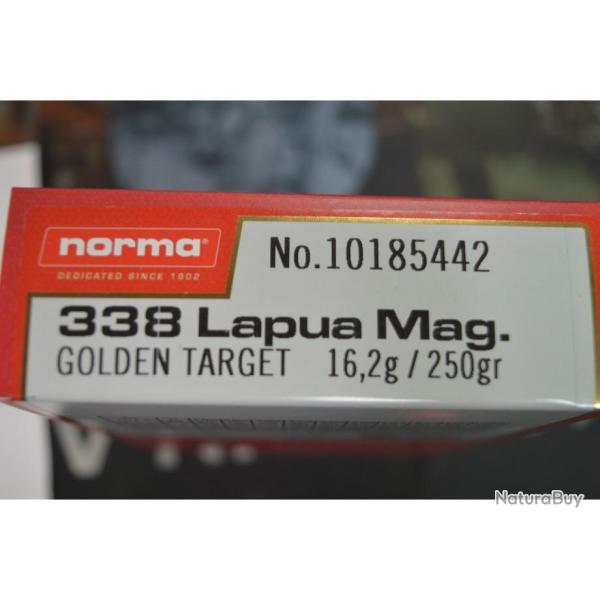 norma®
DEDICATED SINCE 1902
No.10185442
338 Lapua Mag.
GOLDEN TARGET 16,2g / 250gr
NaturaBuy